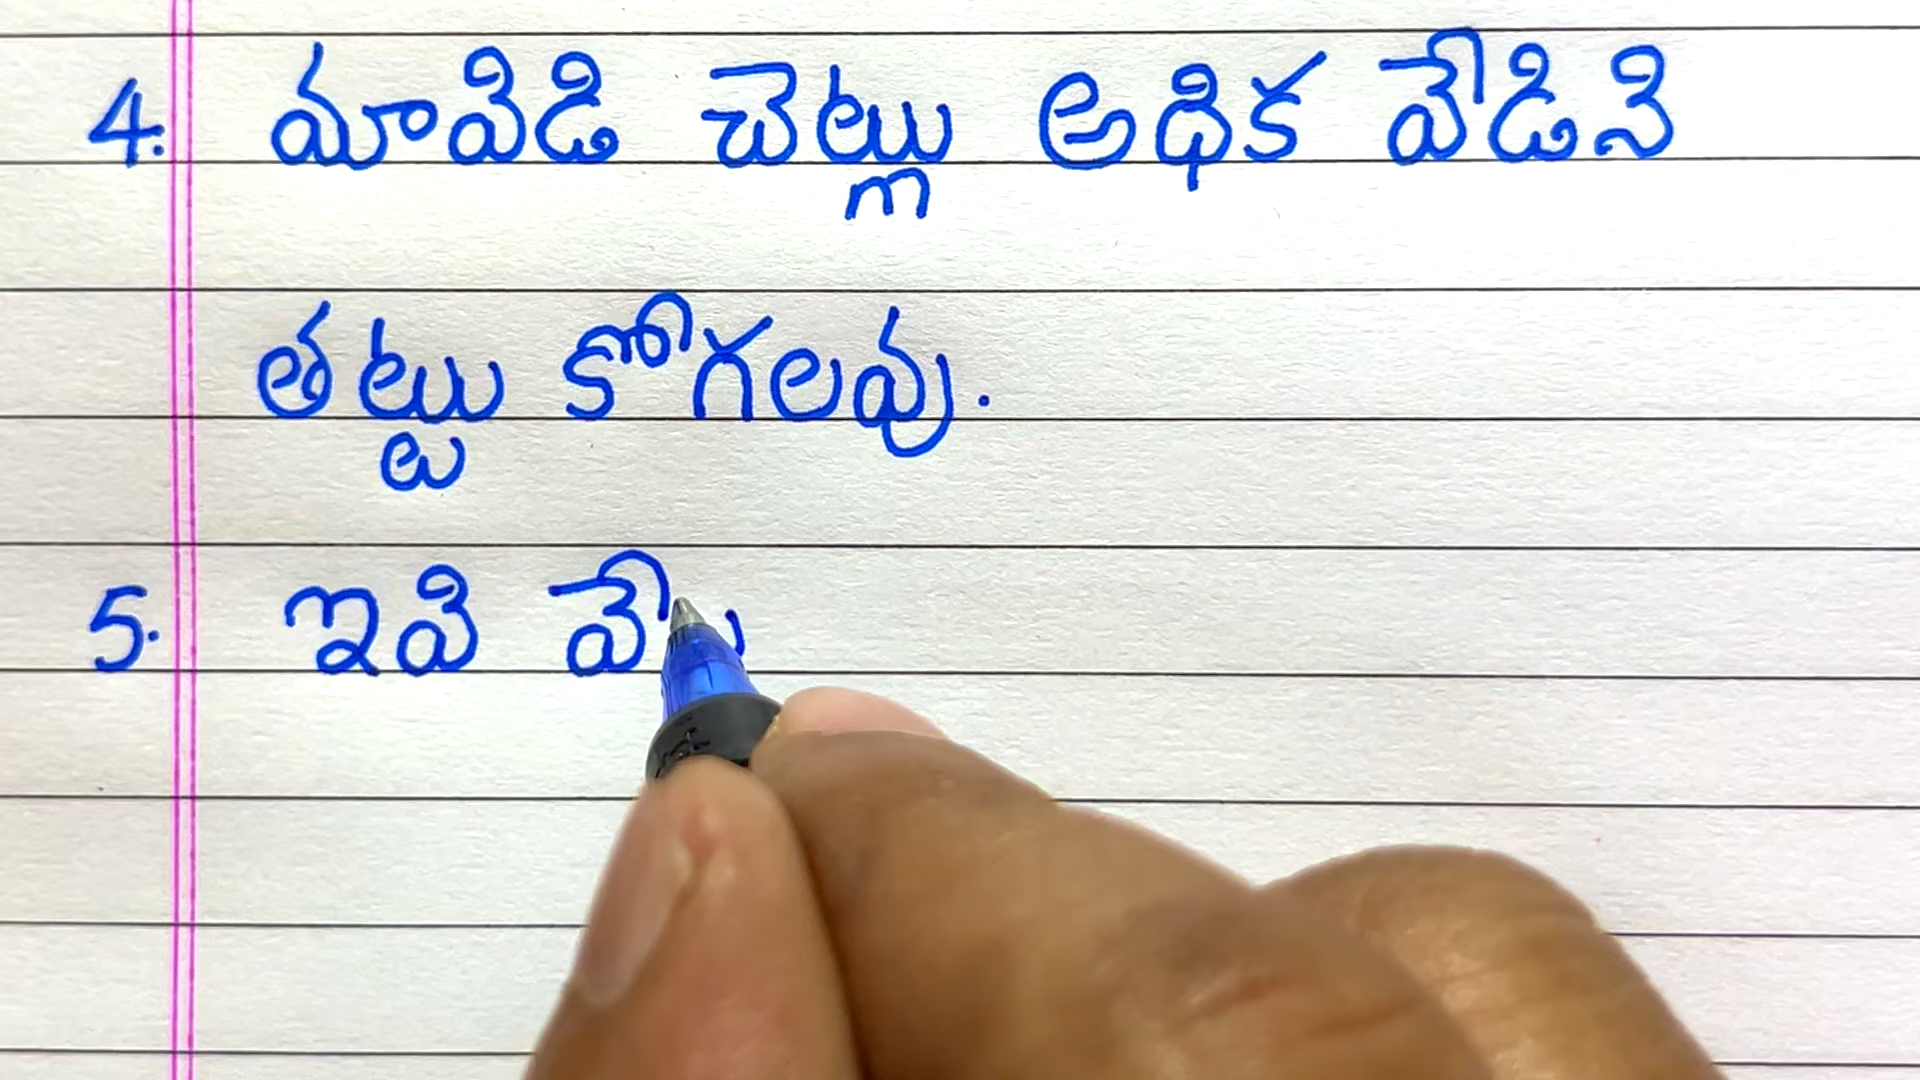 4. మావిడి చెట్లు అధిక వేడిని
తట్టు కోగలవు.
5. ఇవి